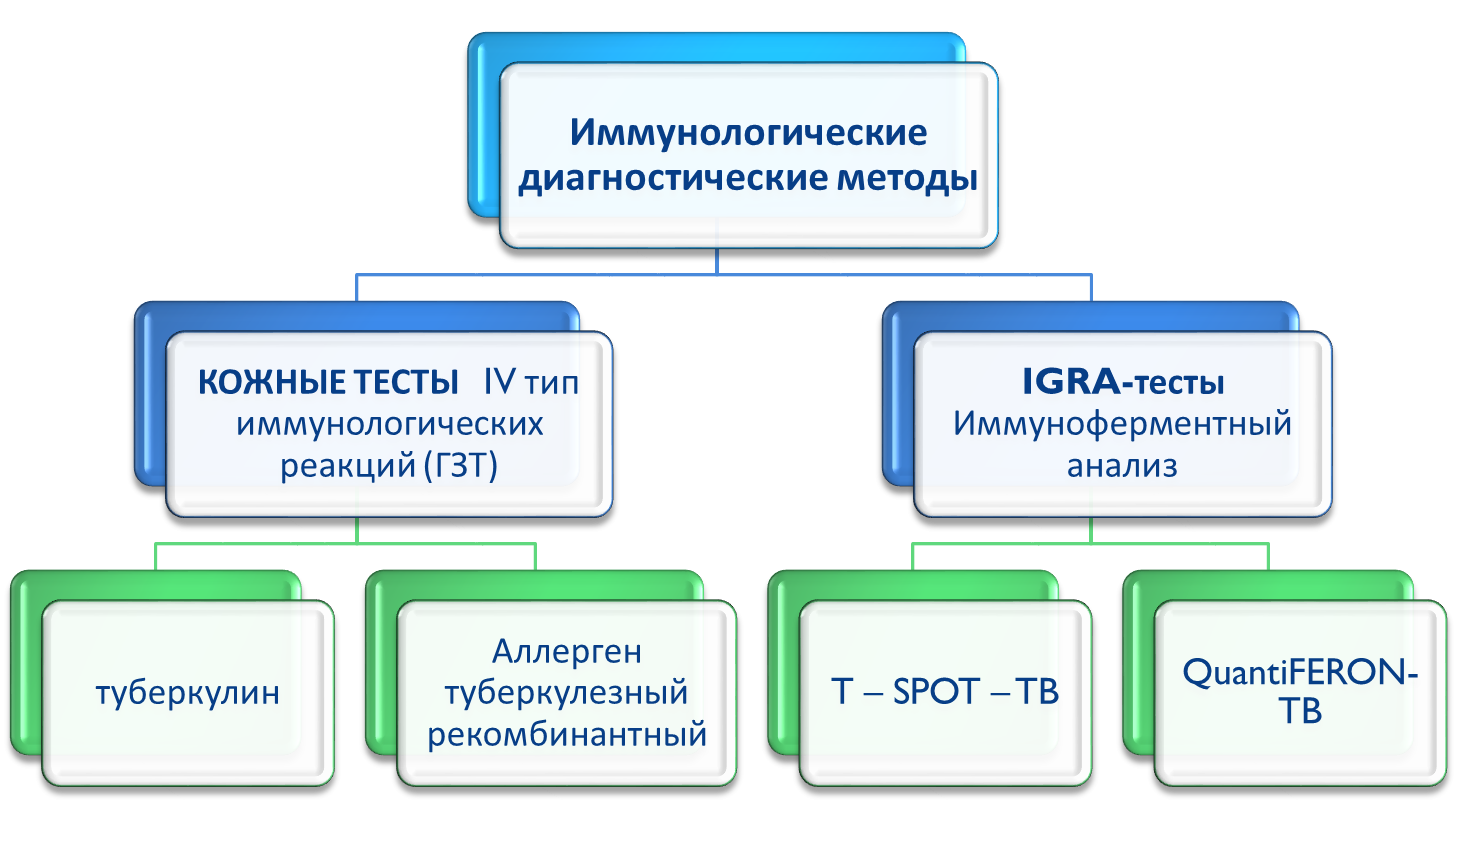 Иммунологические
диагностические методы
КОЖНЫЕ ТЕСТЫ IV тип
иммунологических
реакций (ГЗТ)
IGRA-тесты
Иммуноферментный
анализ
туберкулин
Аллерген
туберкулезный
рекомбинантный
T – SPOT – TB
QuantiFERON-
TB